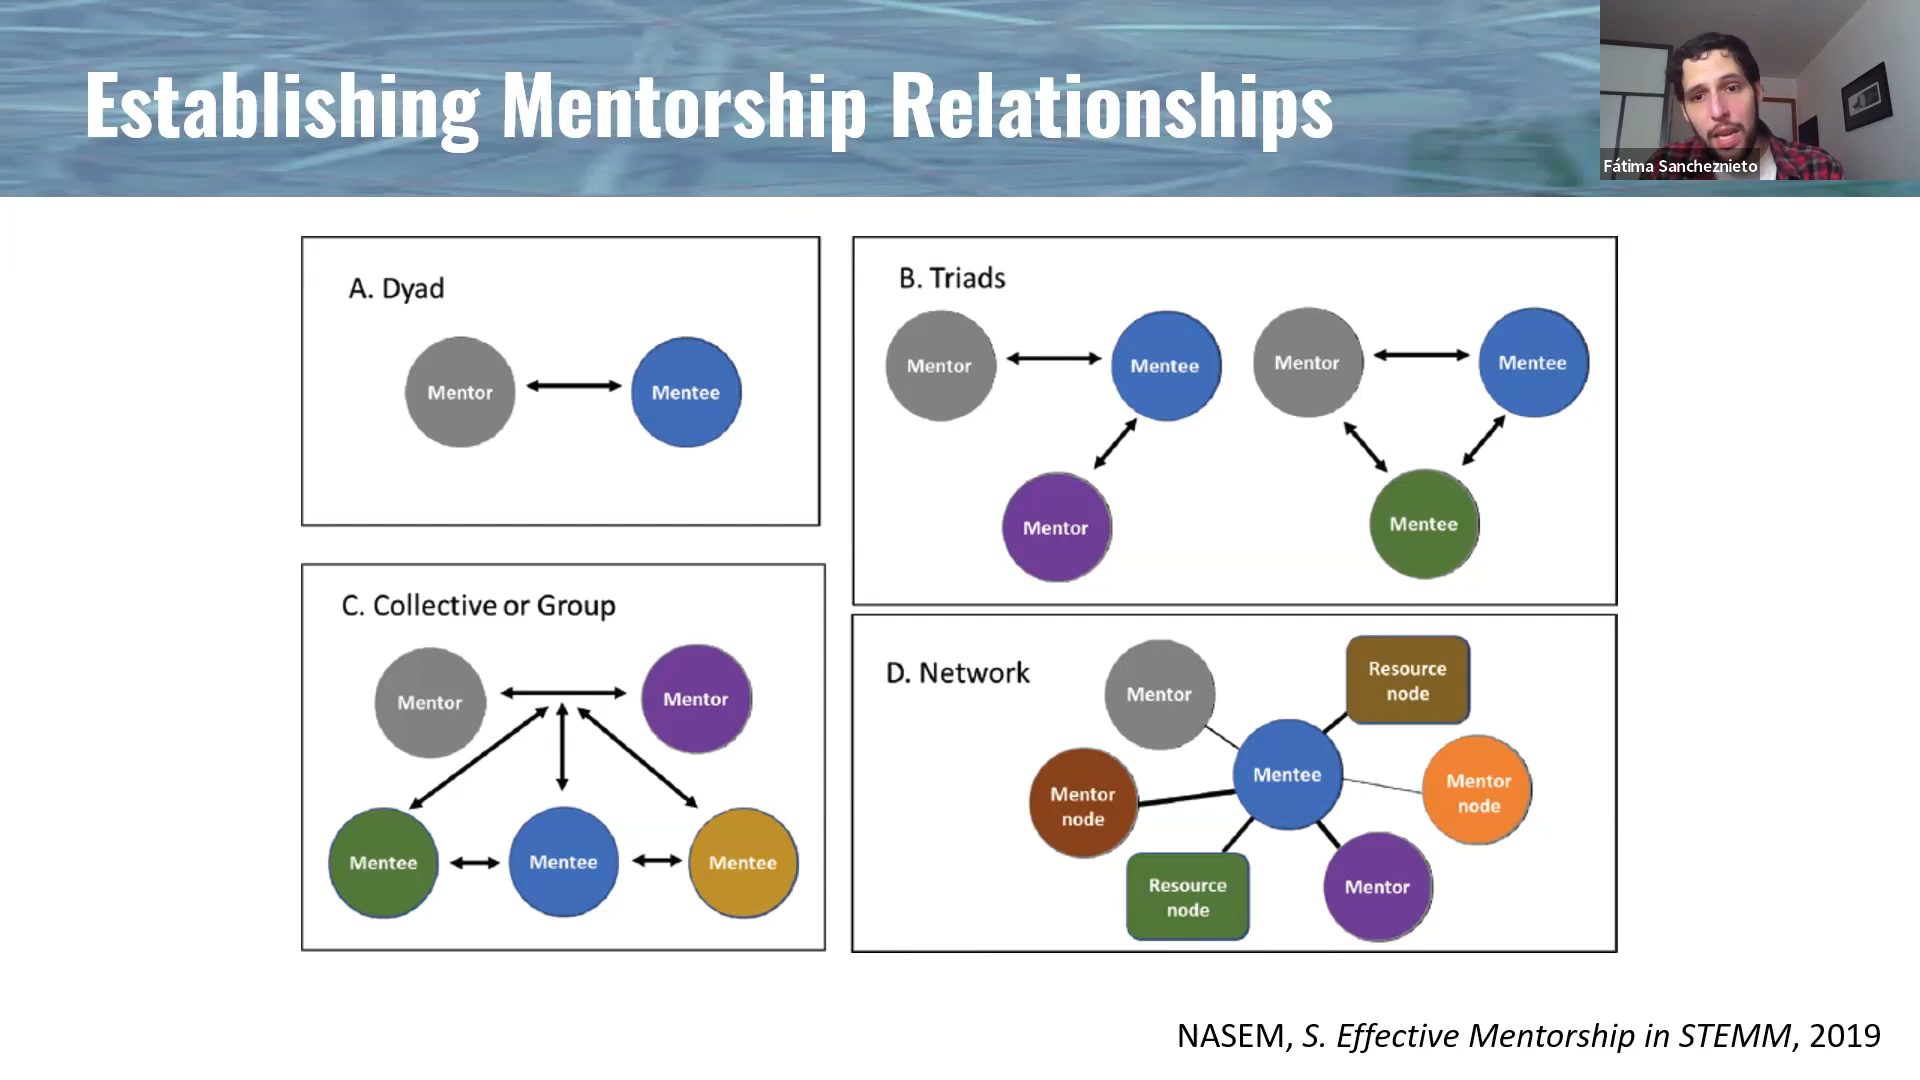 Establishing Mentorship Relationships
Fátima Sancheznieto
A. Dyad
Mentor
Mentee
B. Triads
Mentor
Mentee
Mentor
Mentor
Mentee
Mentee
C. Collective or Group
Mentor
Mentor
Mentee
Mentee
Mentee
D. Network
Mentor
Resource
node
Mentee
Mentor
node
Mentor
node
Resource
node
Mentor
NASEM, S. Effective Mentorship in STEMM, 2019